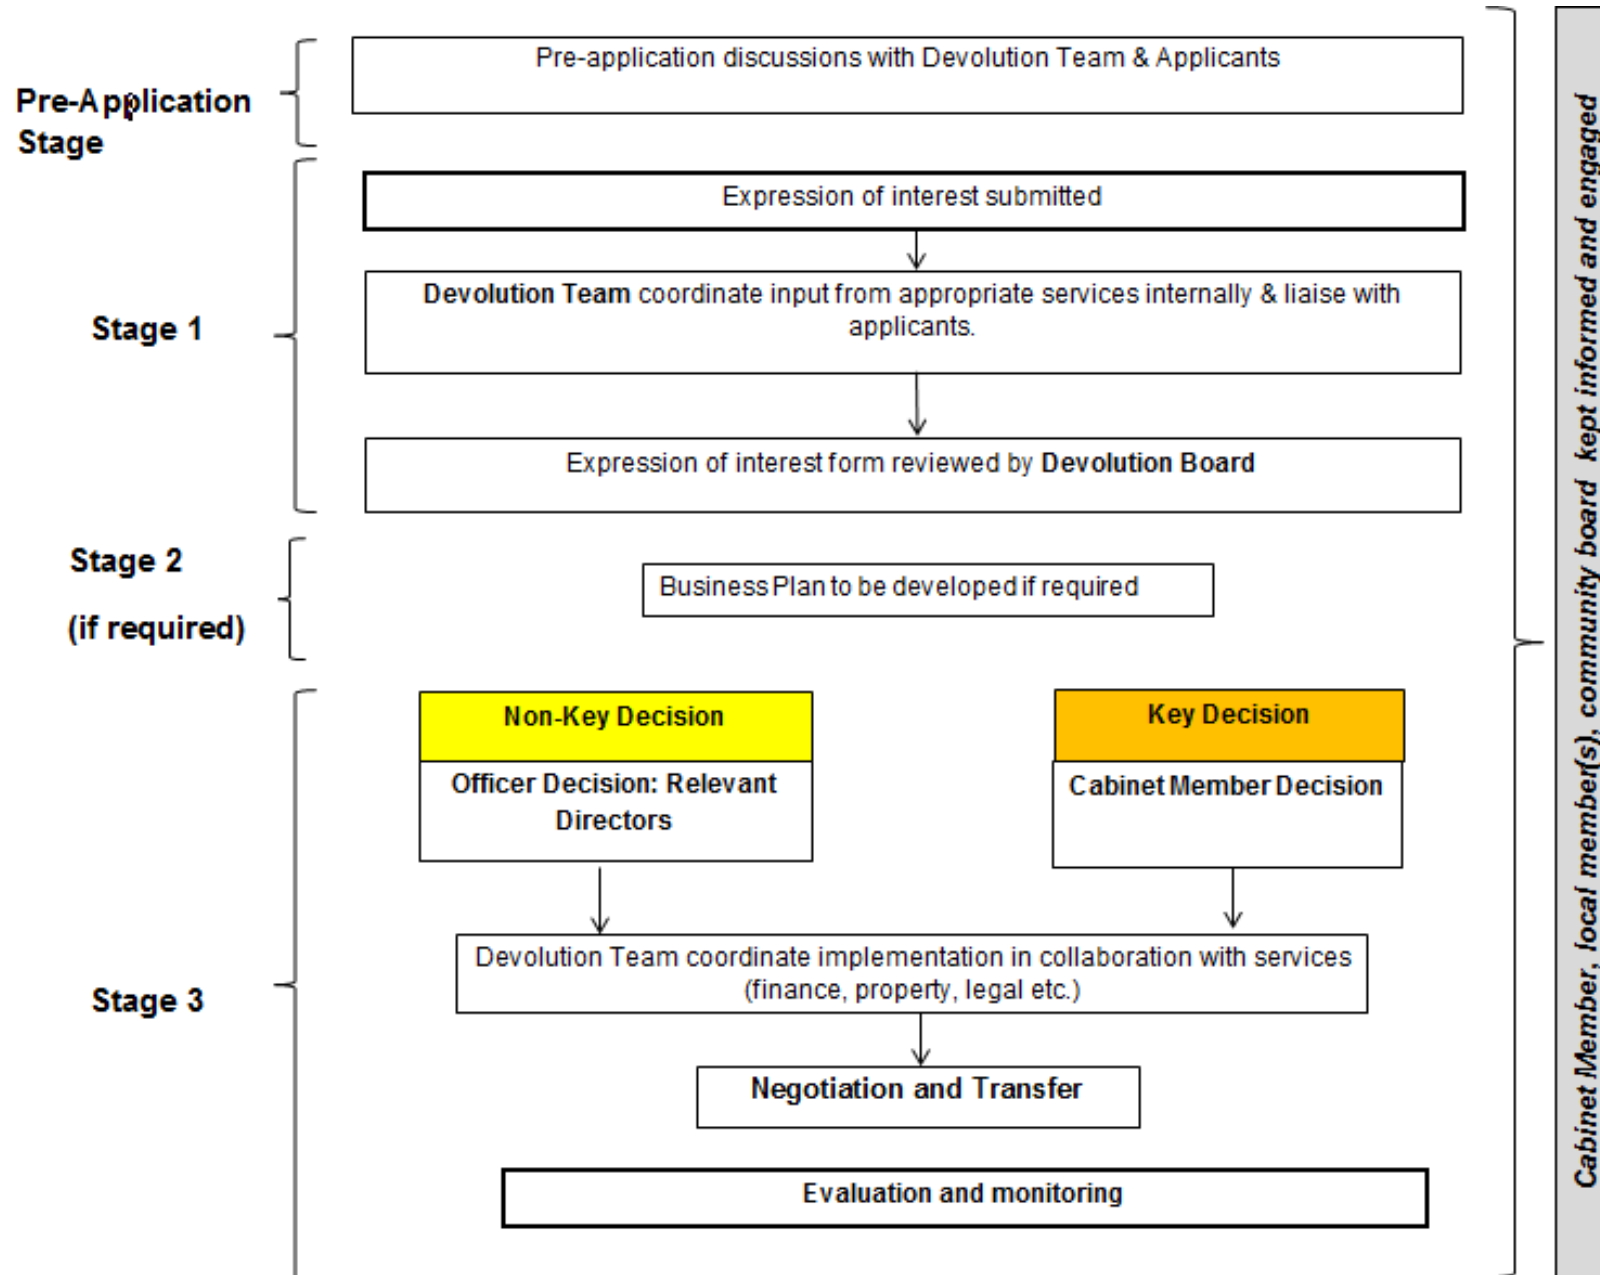 Pre-application discussions with Devolution Team & Applicants
Pre-Application
Stage
Expression of interest submitted
Stage 1
Devolution Team coordinate input from appropriate services internally & liaise with
applicants.
Expression of interest form reviewed by Devolution Board
Stage 2
(if required)
Business Plan to be developed if required
Non-Key Decision
Officer Decision: Relevant
Directors
Key Decision
Cabinet Member Decision
Stage 3
Devolution Team coordinate implementation in collaboration with services
(finance, property, legal etc.)
Negotiation and Transfer
Evaluation and monitoring
Cabinet Member, local member(s), community board kept informed and engaged